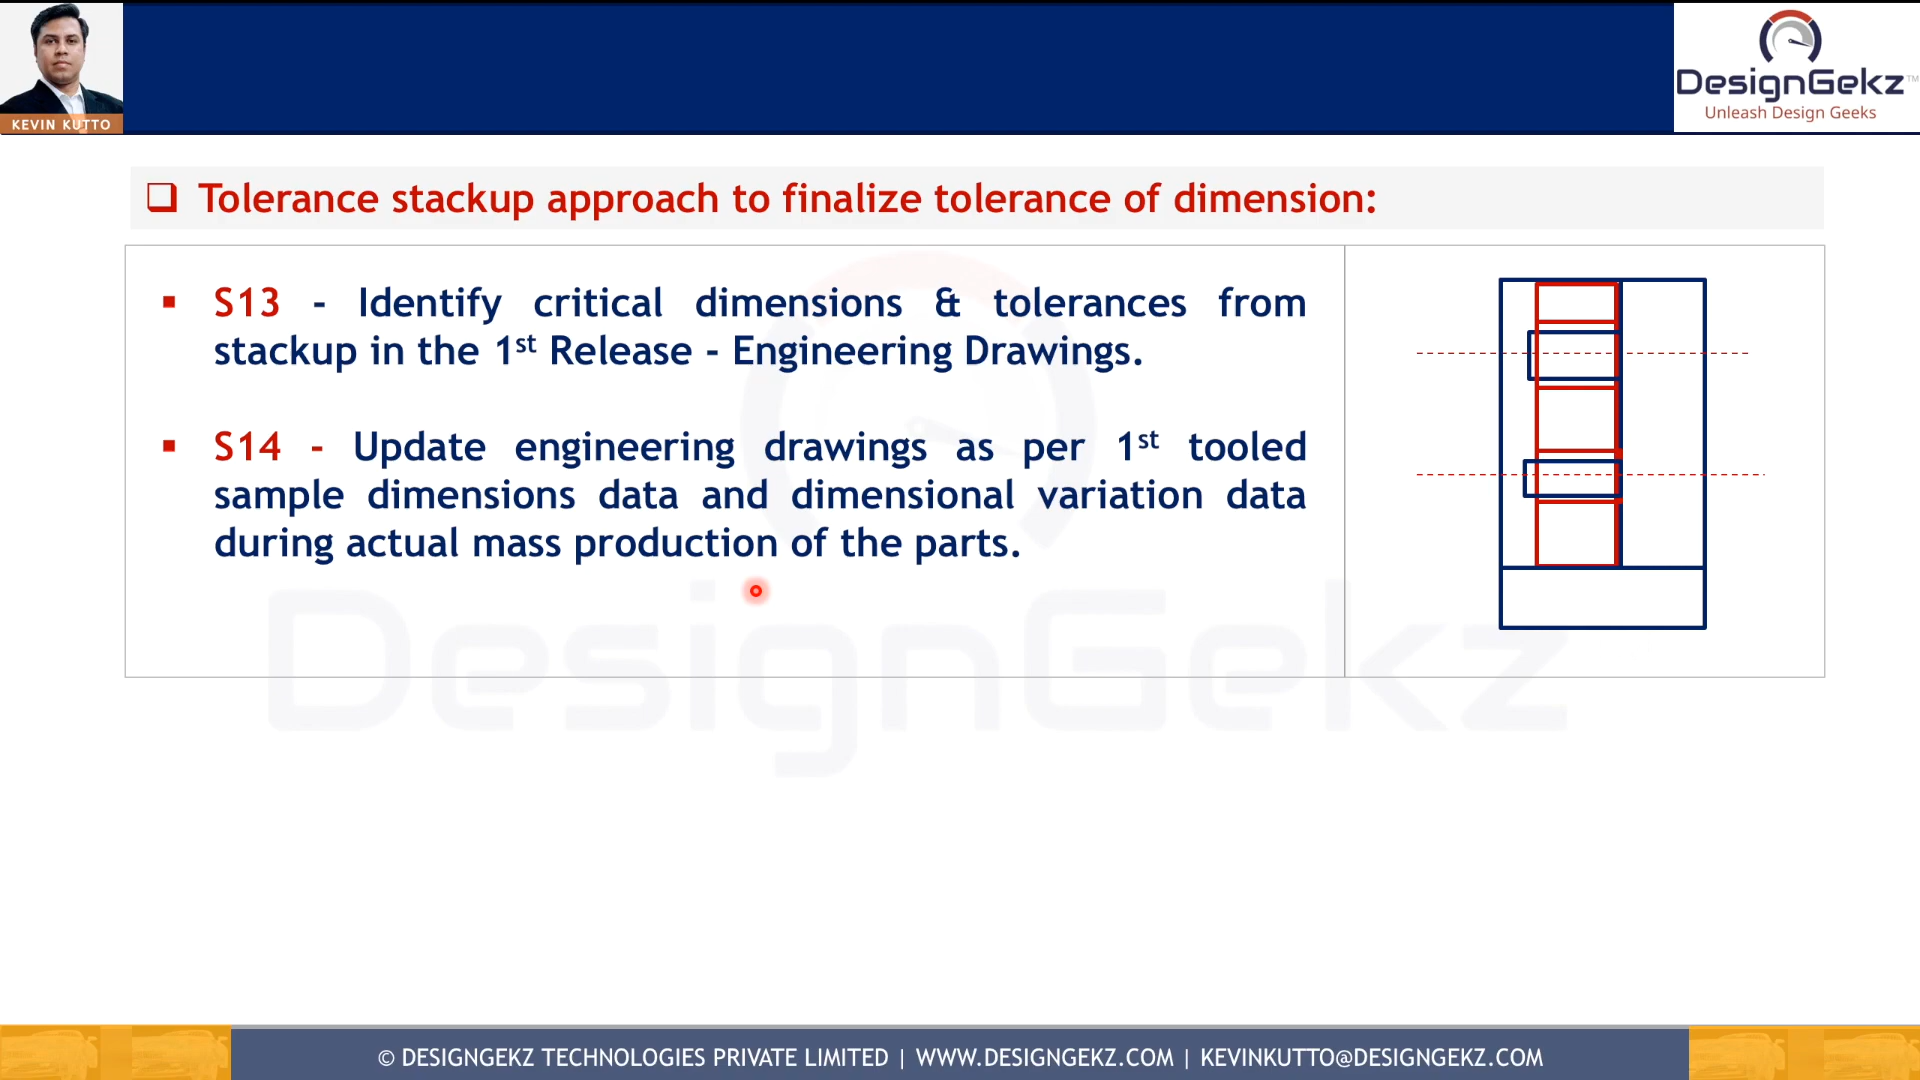 KEVIN KUTTO
DesignGekz™
Unleash Design Geeks
Tolerance stackup approach to finalize tolerance of dimension:
S13 - Identify critical dimensions & tolerances from
stackup in the 1st Release - Engineering Drawings.
S14 - Update engineering drawings as per 1st tooled
sample dimensions data and dimensional variation data
during actual mass production of the parts.
DesignGekz
© DESIGNGEKZ TECHNOLOGIES PRIVATE LIMITED | WWW.DESIGNGEKZ.COM | KEVINKUTTO@DESIGNGEKZ.COM